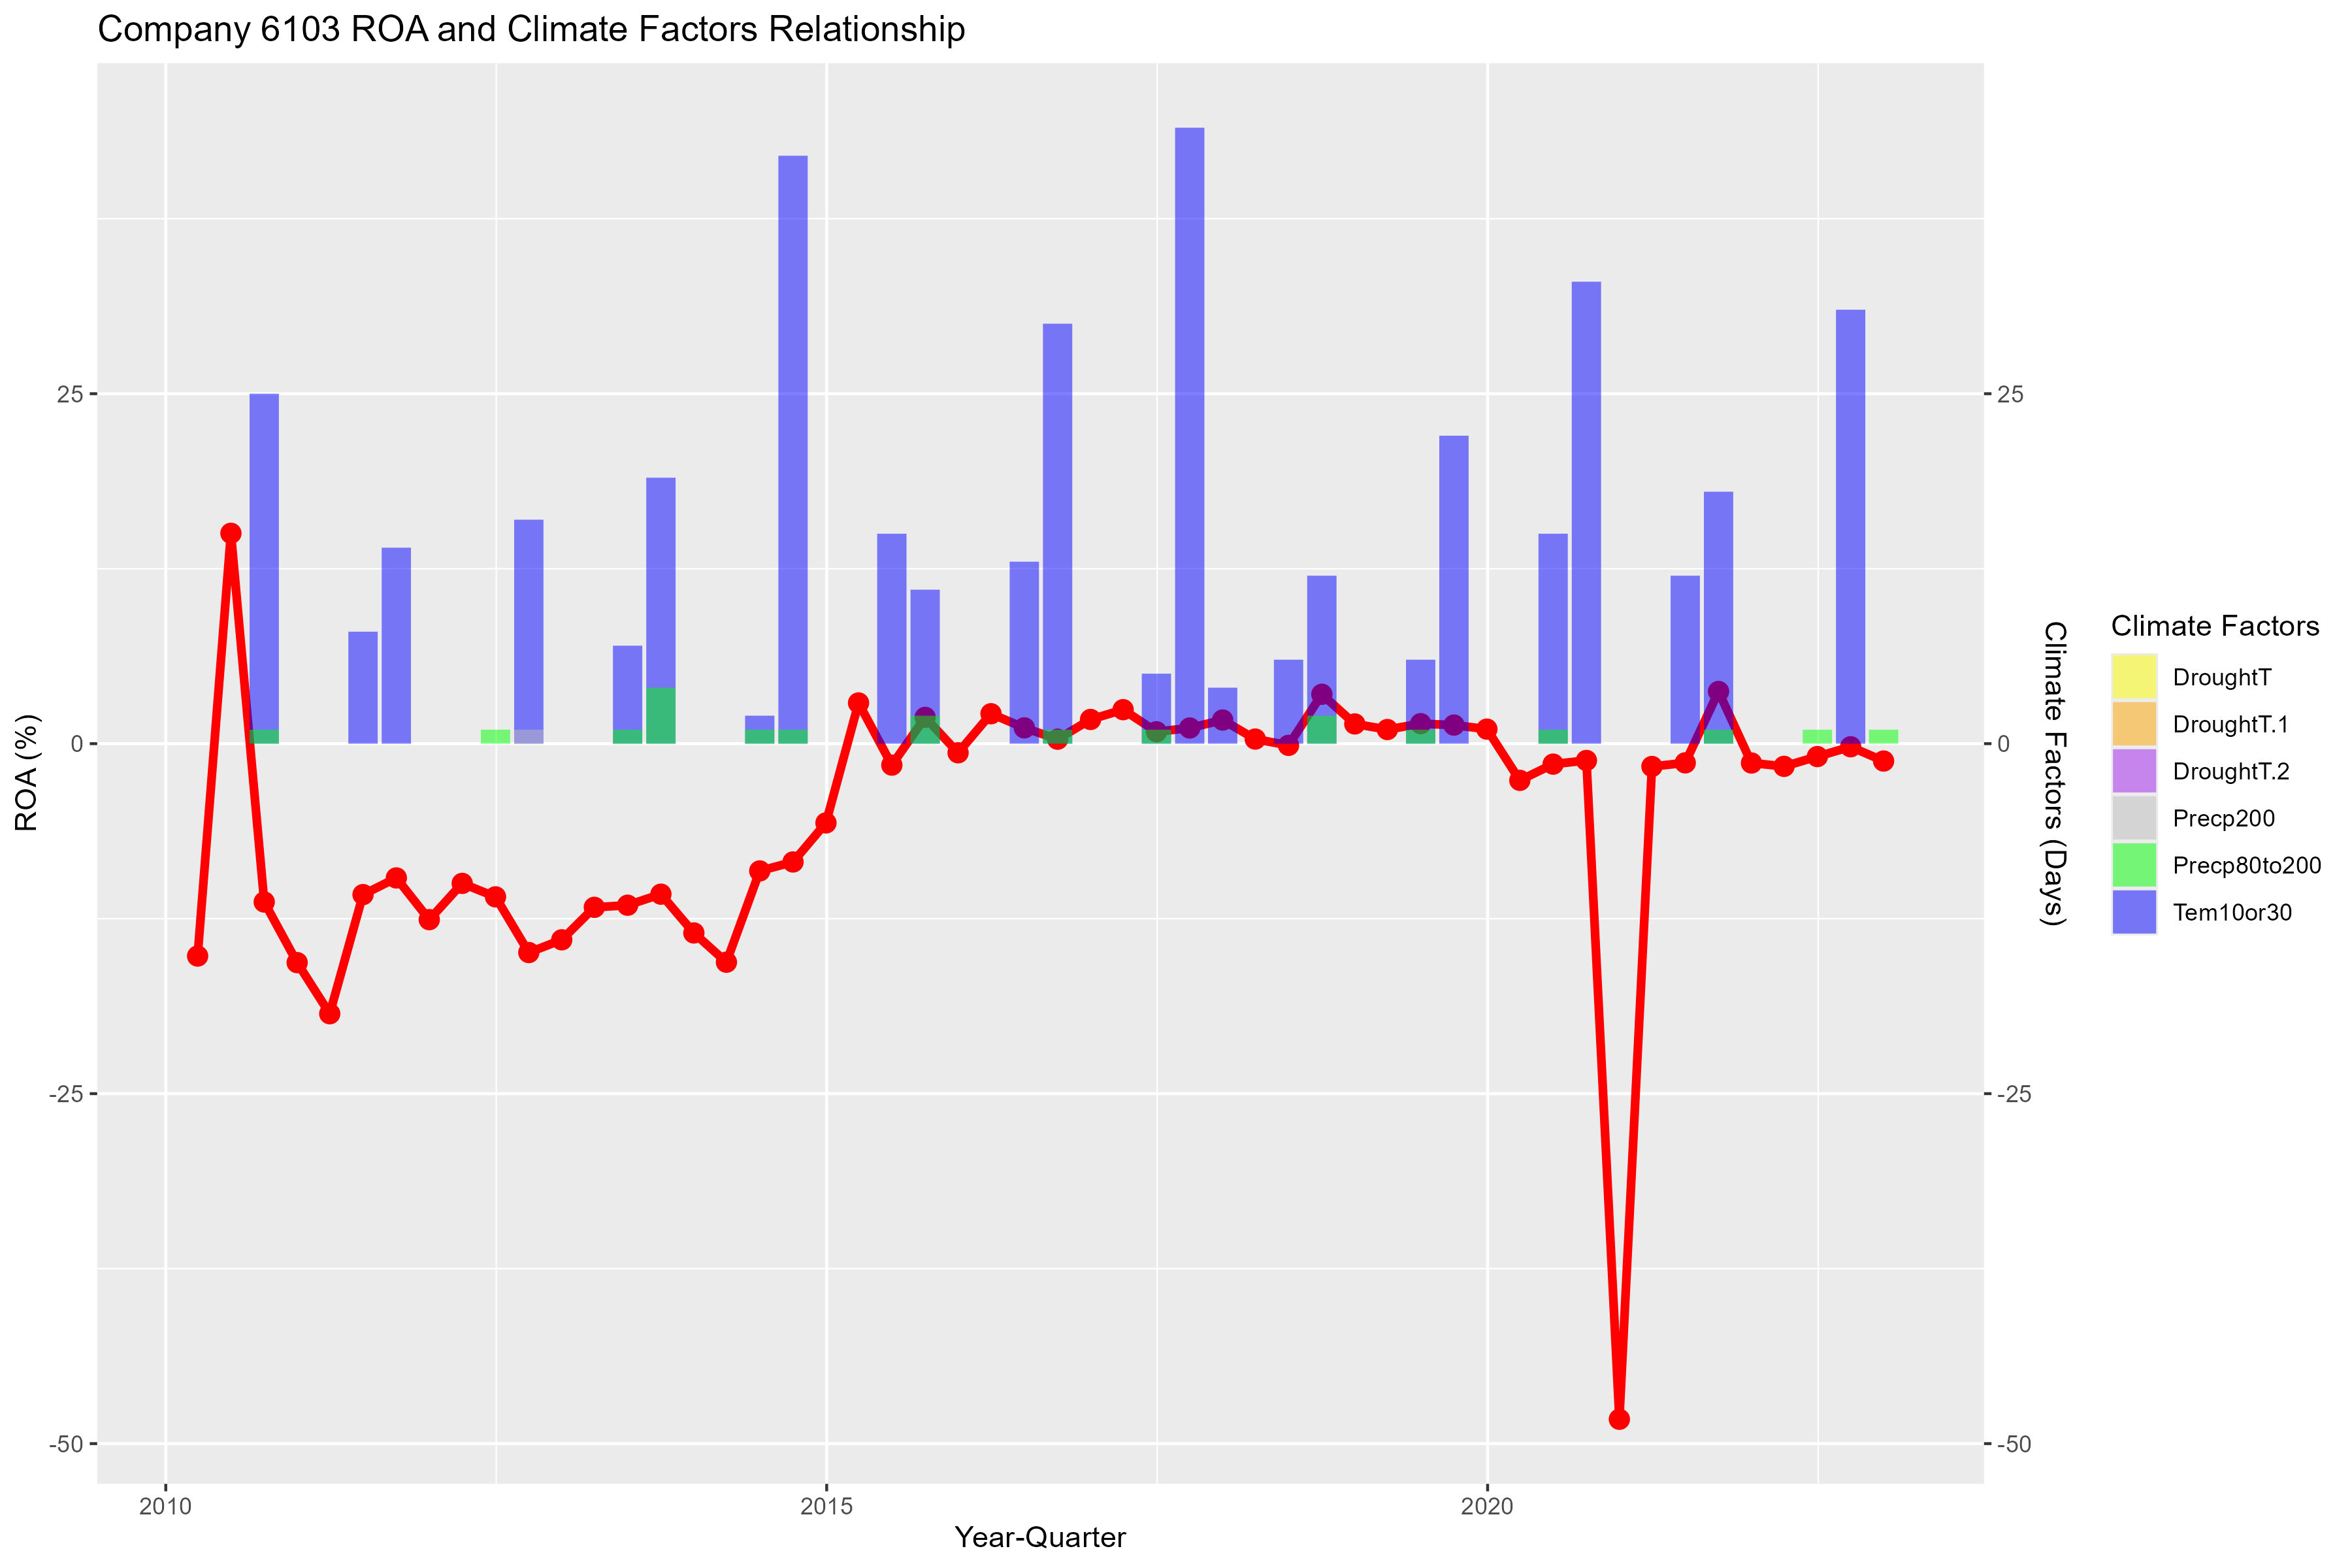 Company 6103 ROA and Climate Factors Relationship
ROA (%)
25
0
-25
-50
2010
2015
2020
Year-Quarter
25
0
-25
-50
Climate Factors (Days)
Climate Factors
DroughtT
DroughtT.1
DroughtT.2
Precp200
Precp80to200
Tem10or30